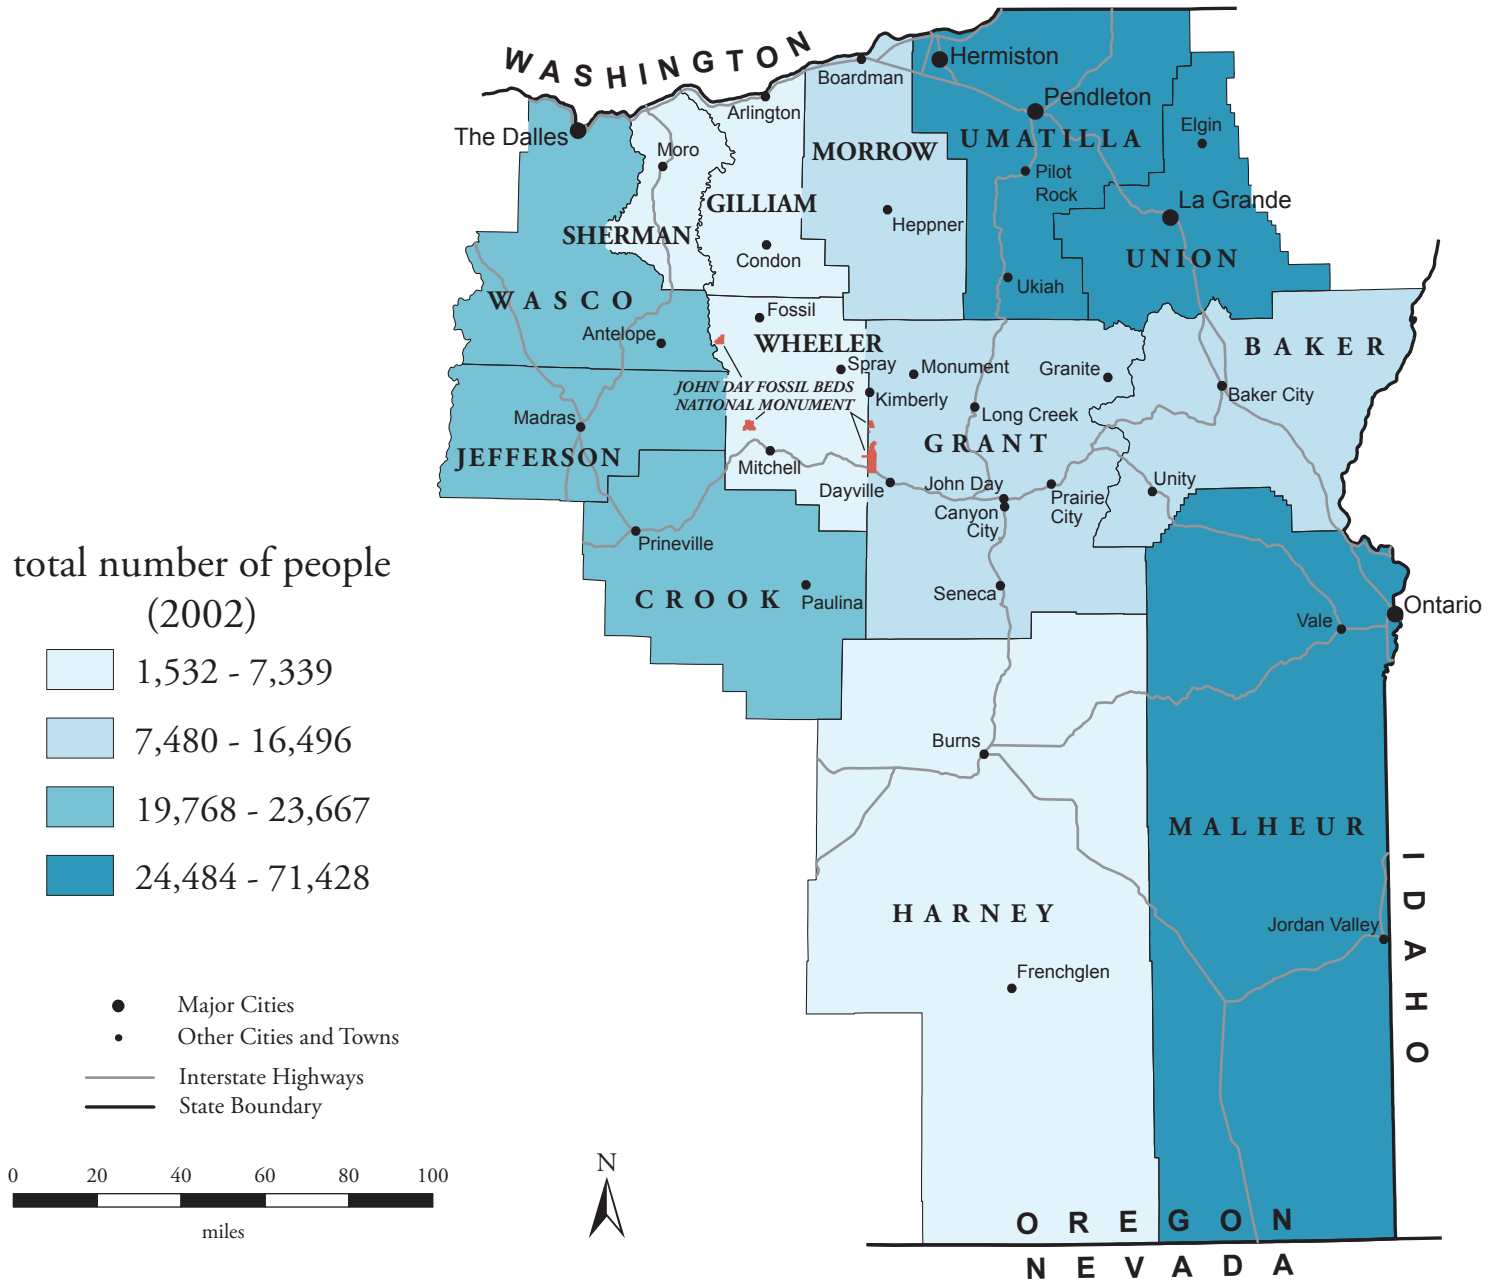 WASHINGTON
Hermiston
Boardman
Pendleton
Arlington
The Dalles
Elgin
UMATILLA
MORROW
Moro
Pilot
Rock
La Grande
GILLIAM
Heppner
SHERMAN
Condon
UNION
Ukiah
WASCO
Fossil
Antelope
WHEELER
BAKER
Spray
Monument
Granite
JOHN DAY FOSSIL BEDS
NATIONAL MONUMENT
Kimberly
Baker City
Madras
Long Creek
GRANT
JEFFERSON
Mitchell
Unity
Dayville
John Day
Prairie
City
Canyon
City
Prineville
CROOK
Paulina
Seneca
Ontario
Vale
Burns
MALHEUR
HARNEY
Jordan Valley
Frenchglen
IDAHO
OREGON
NEVADA
total number of people
(2002)
1,532 - 7,339
7,480 - 16,496
19,768 - 23,667
24,484 - 71,428
Major Cities
Other Cities and Towns
Interstate Highways
State Boundary
0 20 40 60 80 100
miles
N